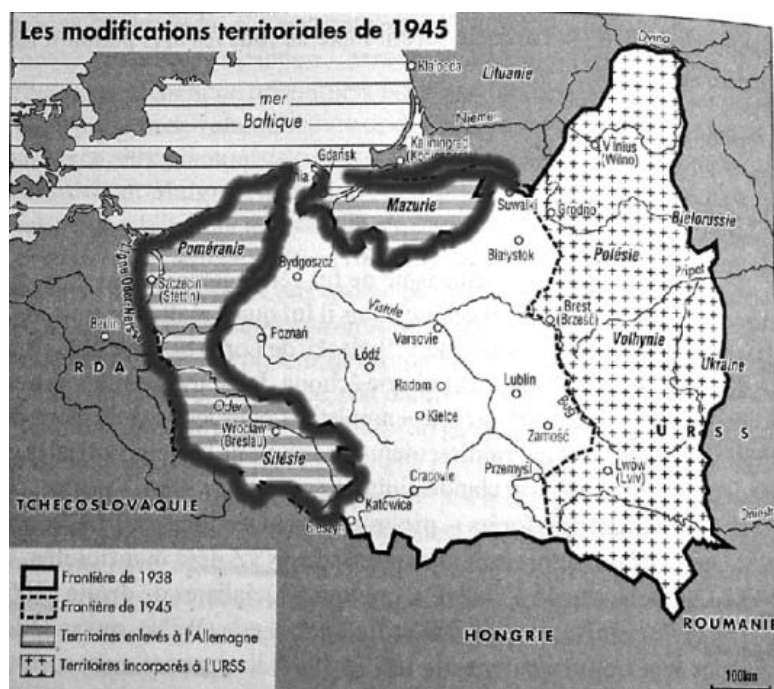 Les modifications territoriales de 1945
Dvina
Klaipeda
Lituanie
mer
Baltique
Niemen
Kaliningrad
Gdańsk
Vilnius
(Wilno)
Mazurie
Suwalki
Grodno
Biełorussie
Poméranie
Białystok
Polésie
Szczecin
(Stettin)
Bydgoszcz
Pripet
Vistule
Brest
(Brześć)
Berlin
Poznań
Varsovie
Volhynie
Ukraine
RDA
Łódź
Radom
Lublin
Oder
Kielce
Bug
Wrocław
(Breslau)
Zamość
URSS
Silésie
Przemyśl
Lwów
(Lviv)
Cracovie
Katowice
TCHECOSLOVAQUIE
Dniestr
Frontière de 1938
Frontière de 1945
Territoires enlevés à l'Allemagne
Territoires incorporés à l'URSS
HONGRIE
ROUMANIE
100km